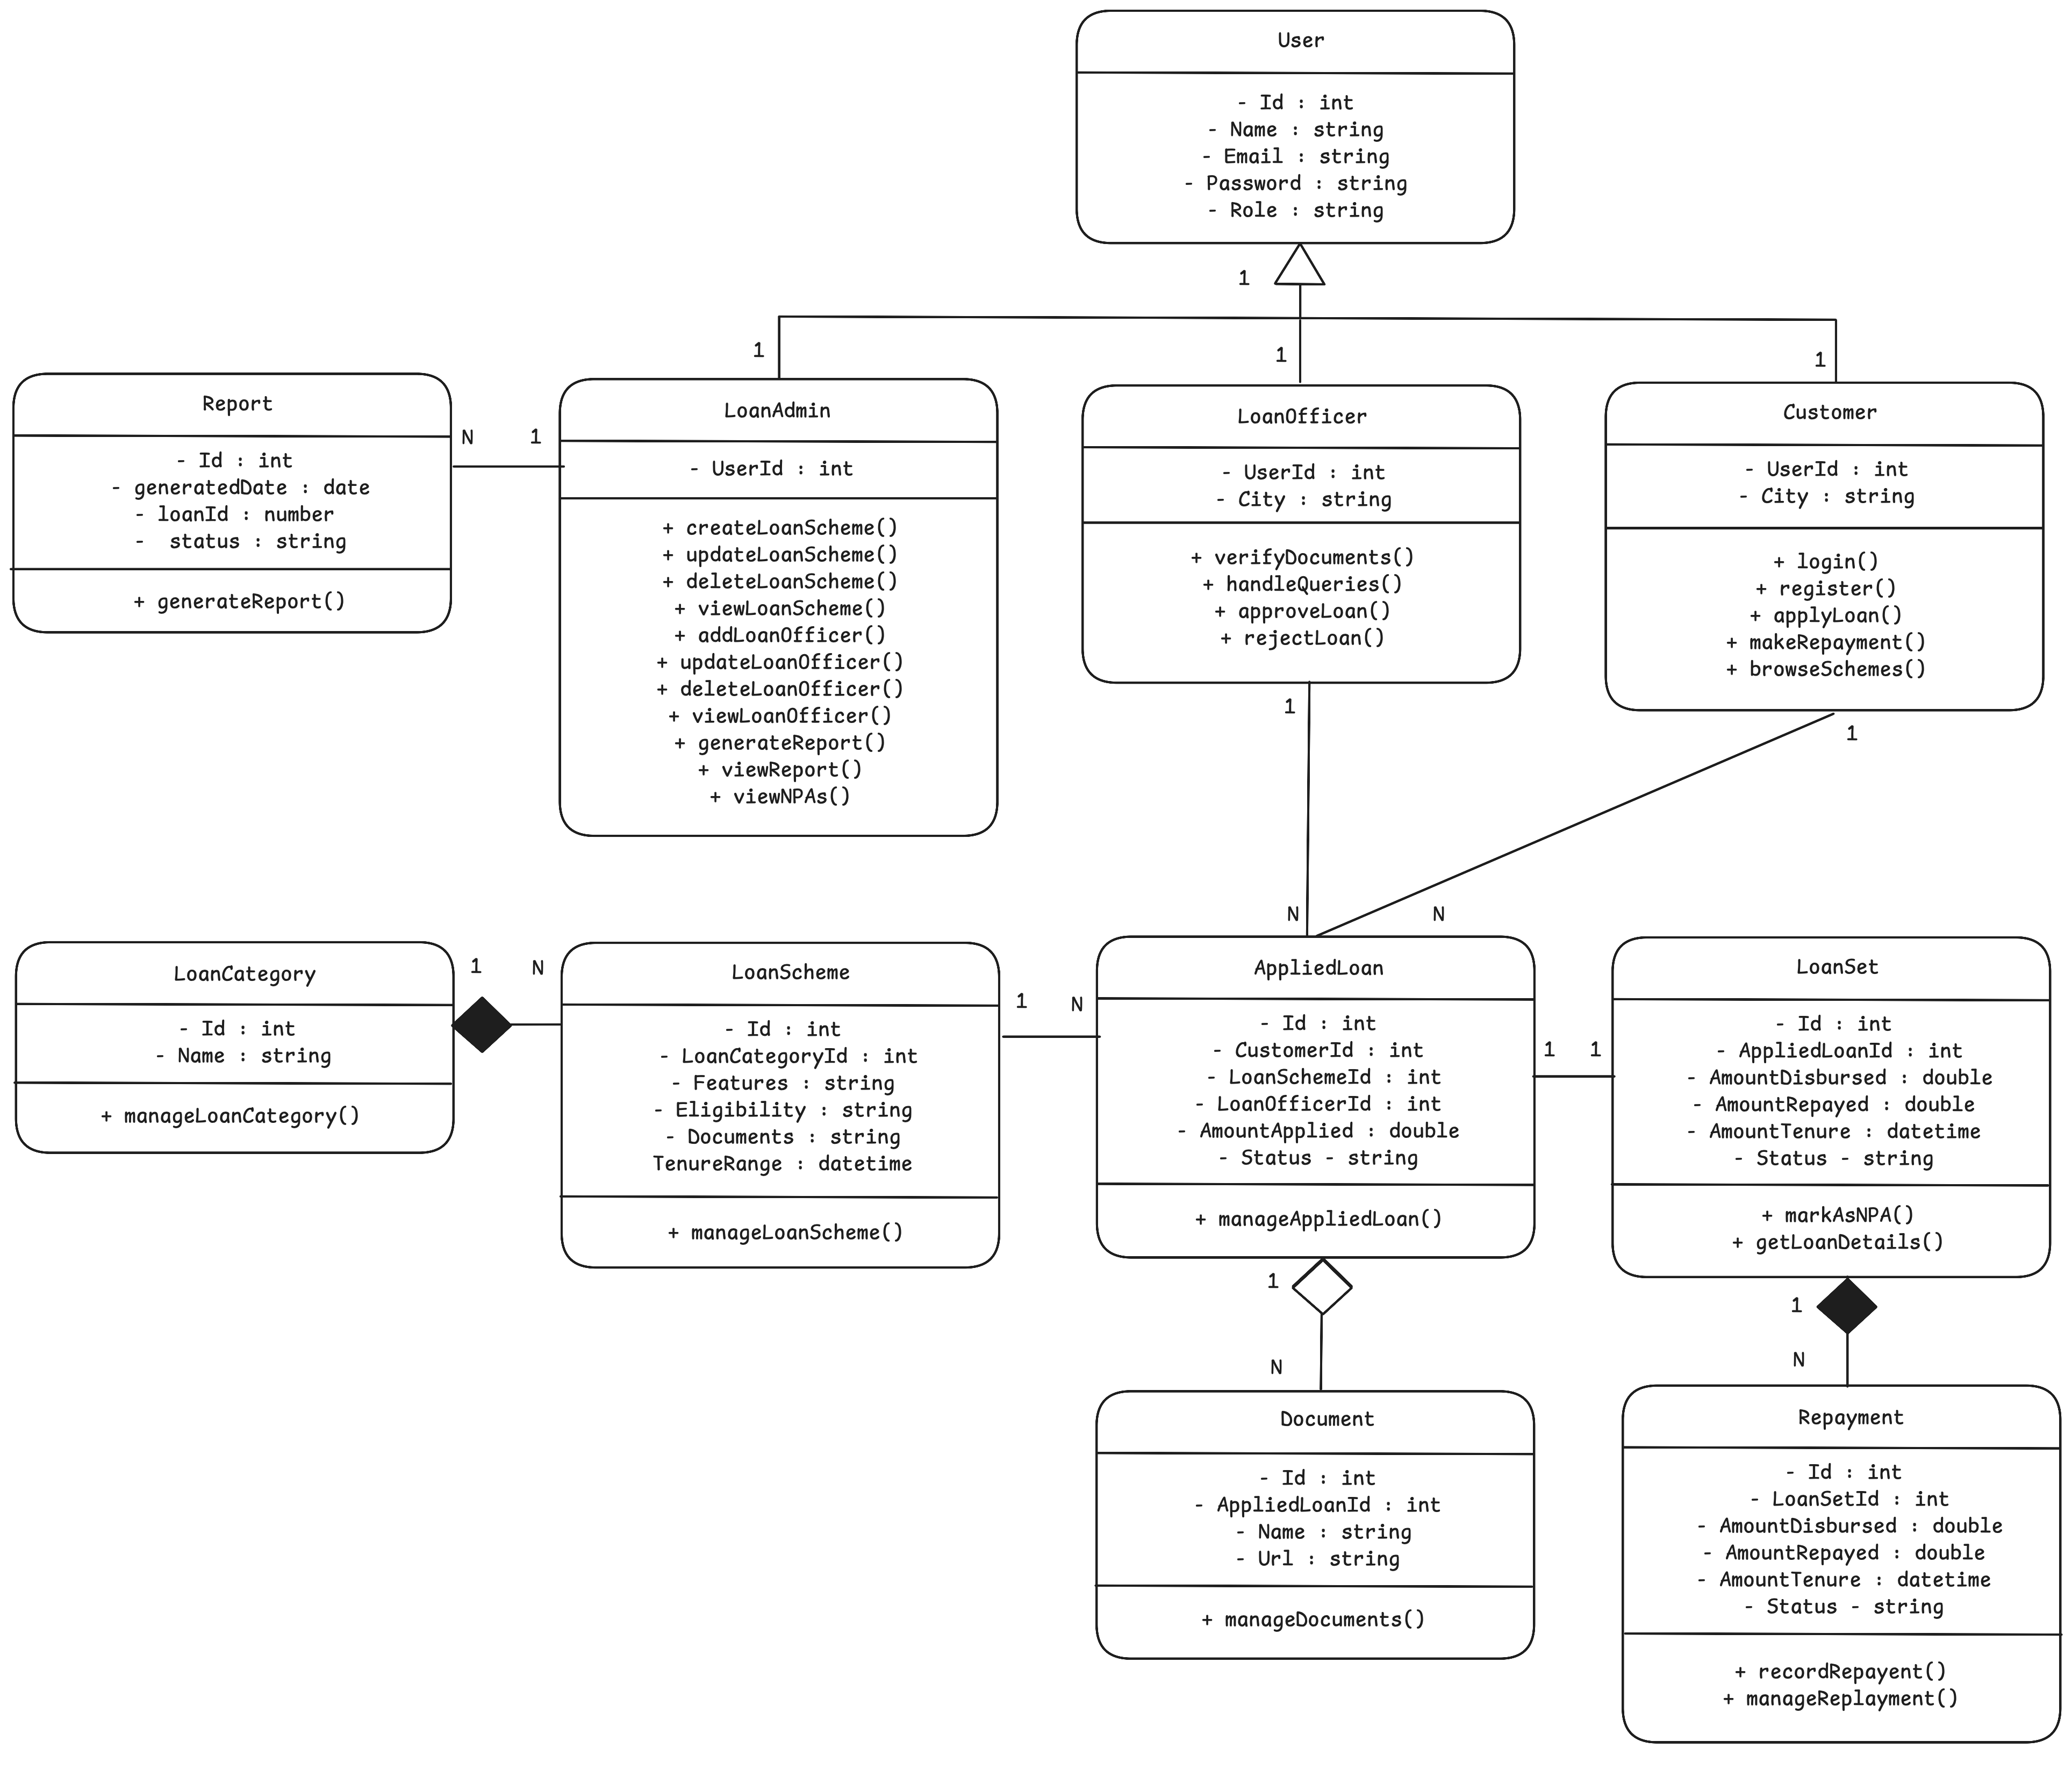 User
- Id : int
- Name : string
- Email : string
- Password : string
- Role : string
1
1
1
1
Report
- Id : int
- generatedDate : date
- loanId : number
-  status : string
+ generateReport()
N
1
LoanAdmin
- UserId : int
+ createLoanScheme()
+ updateLoanScheme()
+ deleteLoanScheme()
+ viewLoanScheme()
+ addLoanOfficer()
+ updateLoanOfficer()
+ deleteLoanOfficer()
+ viewLoanOfficer()
+ generateReport()
+ viewReport()
+ viewNPAs()
LoanOfficer
- UserId : int
- City : string
+ verifyDocuments()
+ handleQueries()
+ approveLoan()
+ rejectLoan()
1
N
Customer
- UserId : int
- City : string
+ login()
+ register()
+ applyLoan()
+ makeRepayment()
+ browseSchemes()
1
N
LoanCategory
- Id : int
- Name : string
+ manageLoanCategory()
1
N
LoanScheme
- Id : int
- LoanCategoryId : int
- Features : string
- Eligibility : string
- Documents : string
TenureRange : datetime
+ manageLoanScheme()
1
N
AppliedLoan
- Id : int
- CustomerId : int
- LoanSchemeId : int
- LoanOfficerId : int
- AmountApplied : double
- Status - string
+ manageAppliedLoan()
1
1
LoanSet
- Id : int
- AppliedLoanId : int
- AmountDisbursed : double
- AmountRepayed : double
- AmountTenure : datetime
- Status - string
+ markAsNPA()
+ getLoanDetails()
1
N
Document
- Id : int
- AppliedLoanId : int
- Name : string
- Url : string
+ manageDocuments()
1
N
Repayment
- Id : int
- LoanSetId : int
- AmountDisbursed : double
- AmountRepayed : double
- AmountTenure : datetime
- Status - string
+ recordRepayent()
+ manageReplayment()